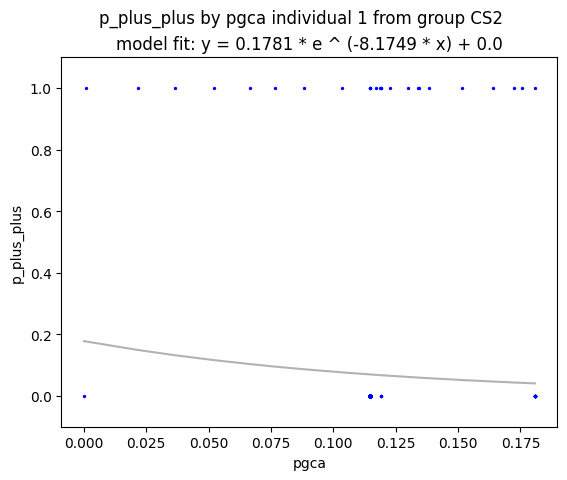 p_plus_plus by pgca individual 1 from group CS2
model fit: y = 0.1781 * e ^ (-8.1749 * x) + 0.0
1.0
0.8
p_plus_plus
0.6
0.4
0.2
0.0
0.000 0.025 0.050 0.075 0.100 0.125 0.150 0.175
pgca